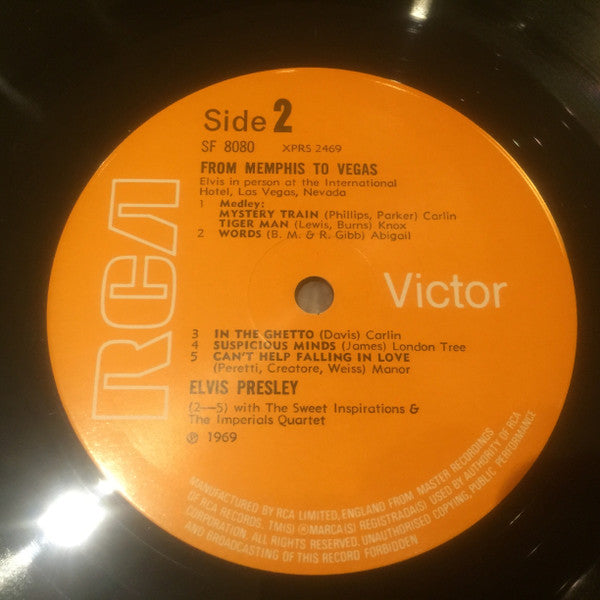 Side 2
SF 8080 XPRS 2469
FROM MEMPHIS TO VEGAS
Elvis in person at the International
Hotel, Las Vegas, Nevada
1 Medley:
MYSTERY TRAIN (Phillips, Parker) Carlin
TIGER MAN (Lewis, Burns) Knox
2 WORDS (B. M. & R. Gibb) Abigail
RCA
Victor
3 IN THE GHETTO (Davis) Carlin
4 SUSPICIOUS MINDS (James) London Tree
5 CAN'T HELP FALLING IN LOVE
(Peretti, Creatore, Weiss) Manor
ELVIS PRESLEY
(2—5) with The Sweet Inspirations &
The Imperials Quartet
℗ 1969
MANUFACTURED BY RCA LIMITED, ENGLAND FROM MASTER RECORDINGS
OF RCA RECORDS. TM(S) ® MARCA(S) REGISTRADA(S) USED BY AUTHORITY OF RCA
CORPORATION. ALL RIGHTS RESERVED. UNAUTHORISED COPYING, PUBLIC PERFORMANCE
AND BROADCASTING OF THIS RECORD FORBIDDEN